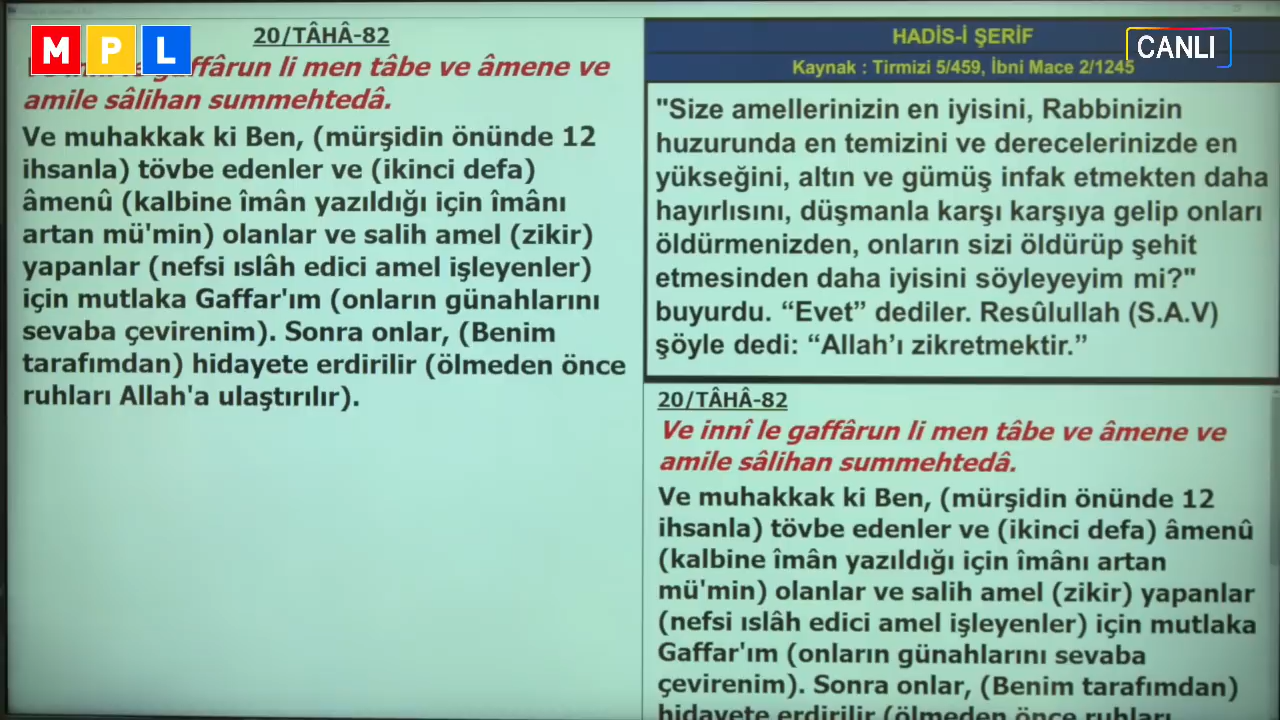 MPL
20/TÂHÂ-82
gaffârun li men tâbe ve âmene ve
amile sâlihan summehtedâ.
Ve muhakkak ki Ben, (mürşidin önünde 12
ihsanla) tövbe edenler ve (ikinci defa)
âmenû (kalbine îmân yazıldığı için îmânı
artan mü'min) olanlar ve salih amel (zikir)
yapanlar (nefsi ıslâh edici amel işleyenler)
için mutlaka Gaffar'ım (onların günahlarını
sevaba çevirenim). Sonra onlar, (Benim
tarafımdan) hidayete erdirilir (ölmeden önce
ruhları Allah'a ulaştırılır).
HADİS-İ ŞERİF
CANLI
Kaynak : Tirmizi 5/459, İbni Mace 2/1245
"Size amellerinizin en iyisini, Rabbinizin
huzurunda en temizini ve derecelerinizde en
yükseğini, altın ve gümüş infak etmekten daha
hayırlısını, düşmanla karşı karşıya gelip onları
öldürmenizden, onların sizi öldürüp şehit
etmesinden daha iyisini söyleyeyim mi?"
buyurdu. “Evet” dediler. Resûlullah (S.A.V)
şöyle dedi: “Allah’ı zikretmektir.”
20/TÂHÂ-82
Ve innî le gaffârun li men tâbe ve âmene ve
amile sâlihan summehtedâ.
Ve muhakkak ki Ben, (mürşidin önünde 12
ihsanla) tövbe edenler ve (ikinci defa) âmenû
(kalbine îmân yazıldığı için îmânı artan
mü'min) olanlar ve salih amel (zikir) yapanlar
(nefsi ıslâh edici amel işleyenler) için mutlaka
Gaffar'ım (onların günahlarını sevaba
çevirenim). Sonra onlar, (Benim tarafımdan)
hidayete erdirilir (ölmeden önce ruhları